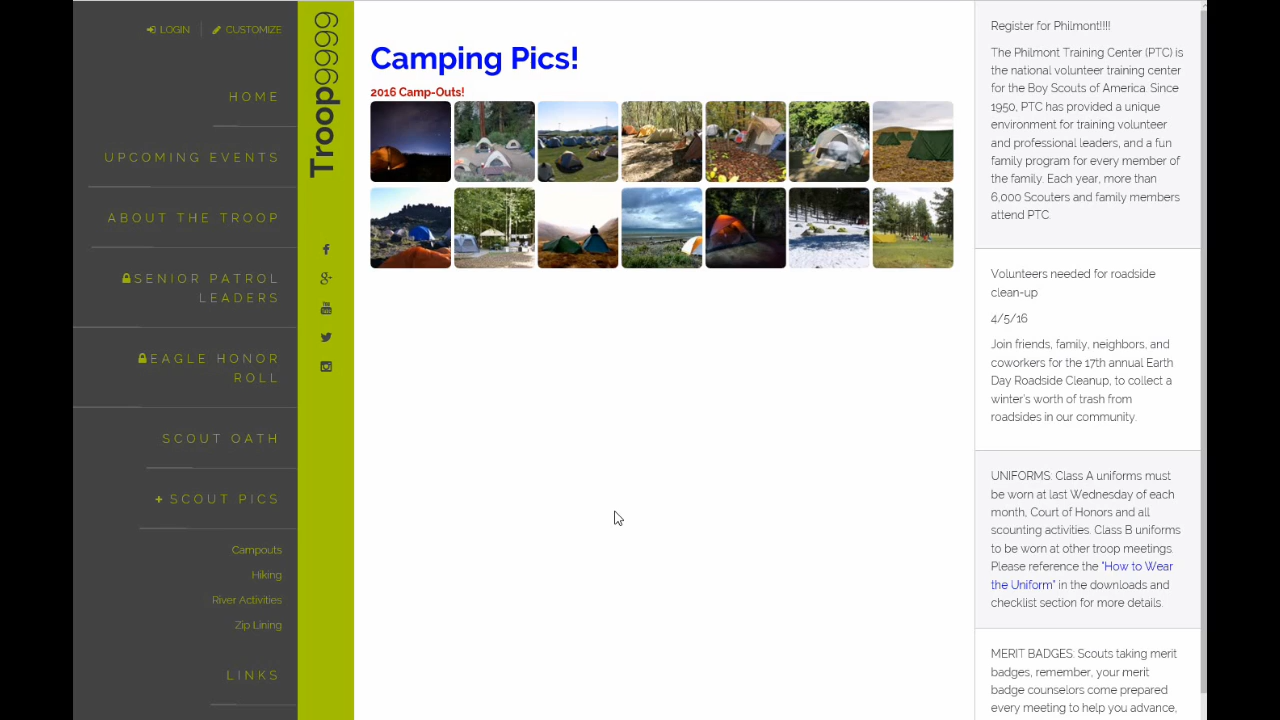 LOGIN
CUSTOMIZE
HOME
UPCOMING EVENTS
ABOUT THE TROOP
SENIOR PATROL
LEADERS
EAGLE HONOR
ROLL
SCOUT OATH
+ SCOUT PICS
Campouts
Hiking
River Activities
Zip Lining
LINKS
Troop9999
Camping Pics!
2016 Camp-Outs!
Register for Philmont!!!!
The Philmont Training Center (PTC) is
the national volunteer training center
for the Boy Scouts of America. Since
1950, PTC has provided a unique
environment for training volunteer
and professional leaders, and a fun
family program for every member of
the family. Each year, more than
6,000 Scouters and family members
attend PTC.
Volunteers needed for roadside
clean-up
4/5/16
Join friends, family, neighbors, and
coworkers for the 17th annual Earth
Day Roadside Cleanup, to collect a
winter's worth of trash from
roadsides in our community.
UNIFORMS: Class A uniforms must
be worn at last Wednesday of each
month, Court of Honors and all
scouting activities. Class B uniforms
to be worn at other troop meetings.
Please reference the "How to Wear
the Uniform" in the downloads and
checklist section for more details.
MERIT BADGES: Scouts taking merit
badges, remember, your merit
badge counselors come prepared
every meeting to help you advance,